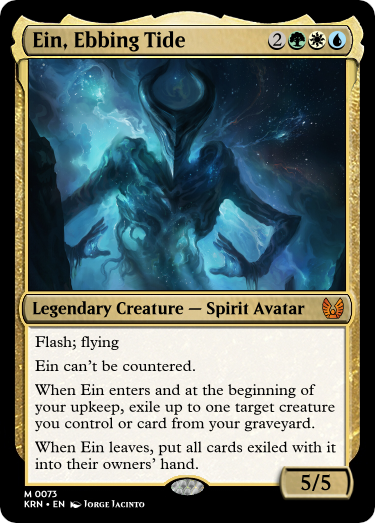 Ein, Ebbing Tide 2
Legendary Creature — Spirit Avatar
Flash; flying
Ein can't be countered.
When Ein enters and at the beginning of
your upkeep, exile up to one target creature
you control or card from your graveyard.
When Ein leaves, put all cards exiled with it
into their owners' hand.
5/5
M 0073
KRN • EN Jorge Jacinto